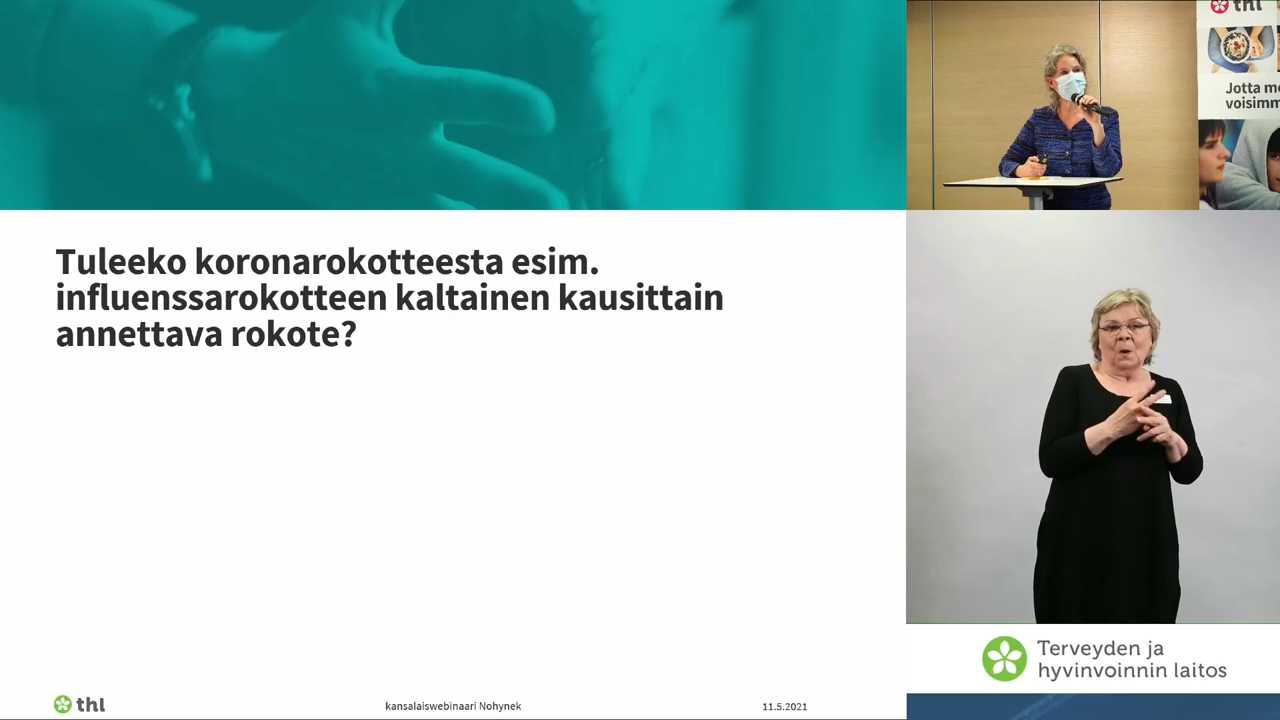 Tuleeko koronarokotteesta esim.
influenssarokotteen kaltainen kausittain
annettava rokote?
thl
kansalaiswebinaari Nohynek
11.5.2021
thl
Jotta
voisimm
Terveyden ja
hyvinvoinnin laitos